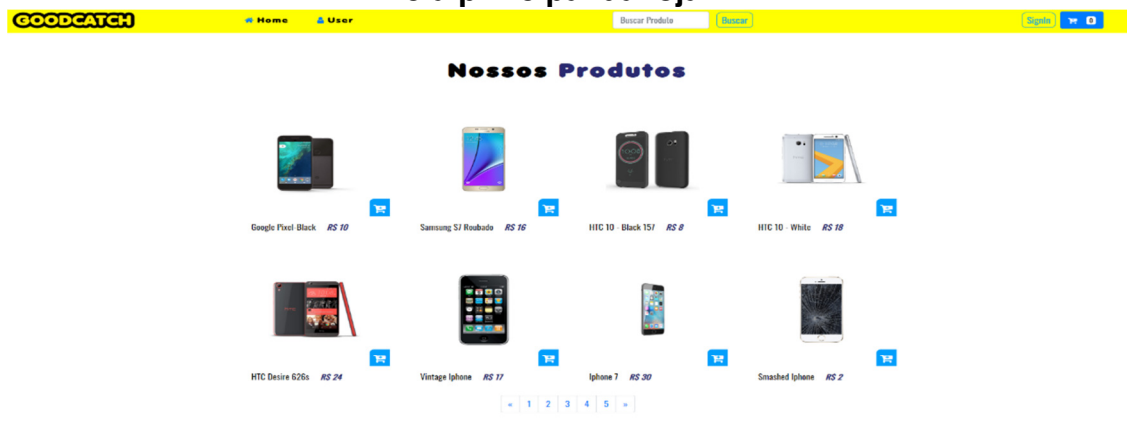 GOODCATCH Home User Buscar Produto Buscar SignIn 0
Nossos Produtos
Google Pixel-Black R$ 10 Samsung S7 Roubado R$ 16 HTC 10 - Black 157 R$ 8 HTC 10 - White R$ 18
HTC Desire 626s R$ 24 Vintage Iphone R$ 17 Iphone 7 R$ 30 Smashed Iphone R$ 2
« 1 2 3 4 5 »